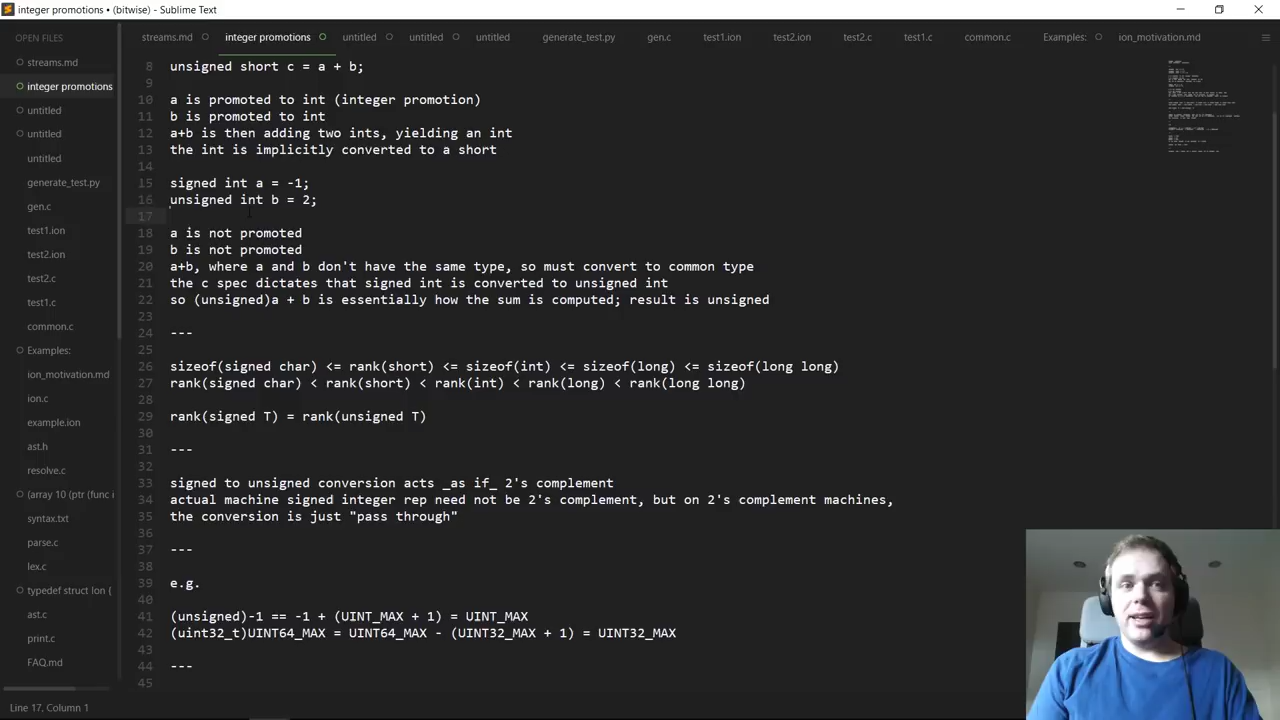 integer promotions • (bitwise) - Sublime Text
OPEN FILES
streams.md
integer promotions
untitled
untitled
untitled
generate_test.py
gen.c
test1.ion
test2.ion
test2.c
test1.c
common.c
Examples:
ion_motivation.md
ion.c
example.ion
ast.h
resolve.c
(array 10 (ptr (func i
syntax.txt
parse.c
lex.c
typedef struct Ion {
ast.c
print.c
FAQ.md
streams.md
integer promotions
untitled
untitled
untitled
generate_test.py
gen.c
test1.ion
test2.ion
test2.c
test1.c
common.c
Examples:
ion_motivation.md
8 unsigned short c = a + b;
9
10 a is promoted to int (integer promotion)
11 b is promoted to int
12 a+b is then adding two ints, yielding an int
13 the int is implicitly converted to a short
14
15 signed int a = -1;
16 unsigned int b = 2;
17
18 a is not promoted
19 b is not promoted
20 a+b, where a and b don't have the same type, so must convert to common type
21 the c spec dictates that signed int is converted to unsigned int
22 so (unsigned)a + b is essentially how the sum is computed; result is unsigned
23
24 ---
25
26 sizeof(signed char) <= rank(short) <= sizeof(int) <= sizeof(long) <= sizeof(long long)
27 rank(signed char) < rank(short) < rank(int) < rank(long) < rank(long long)
28
29 rank(signed T) = rank(unsigned T)
30
31 ---
32
33 signed to unsigned conversion acts _as if_ 2's complement
34 actual machine signed integer rep need not be 2's complement, but on 2's complement machines,
35 the conversion is just "pass through"
36
37 ---
38
39 e.g.
40
41 (unsigned)-1 == -1 + (UINT_MAX + 1) = UINT_MAX
42 (uint32_t)UINT64_MAX = UINT64_MAX - (UINT32_MAX + 1) = UINT32_MAX
43
44 ---
45
Line 17, Column 1